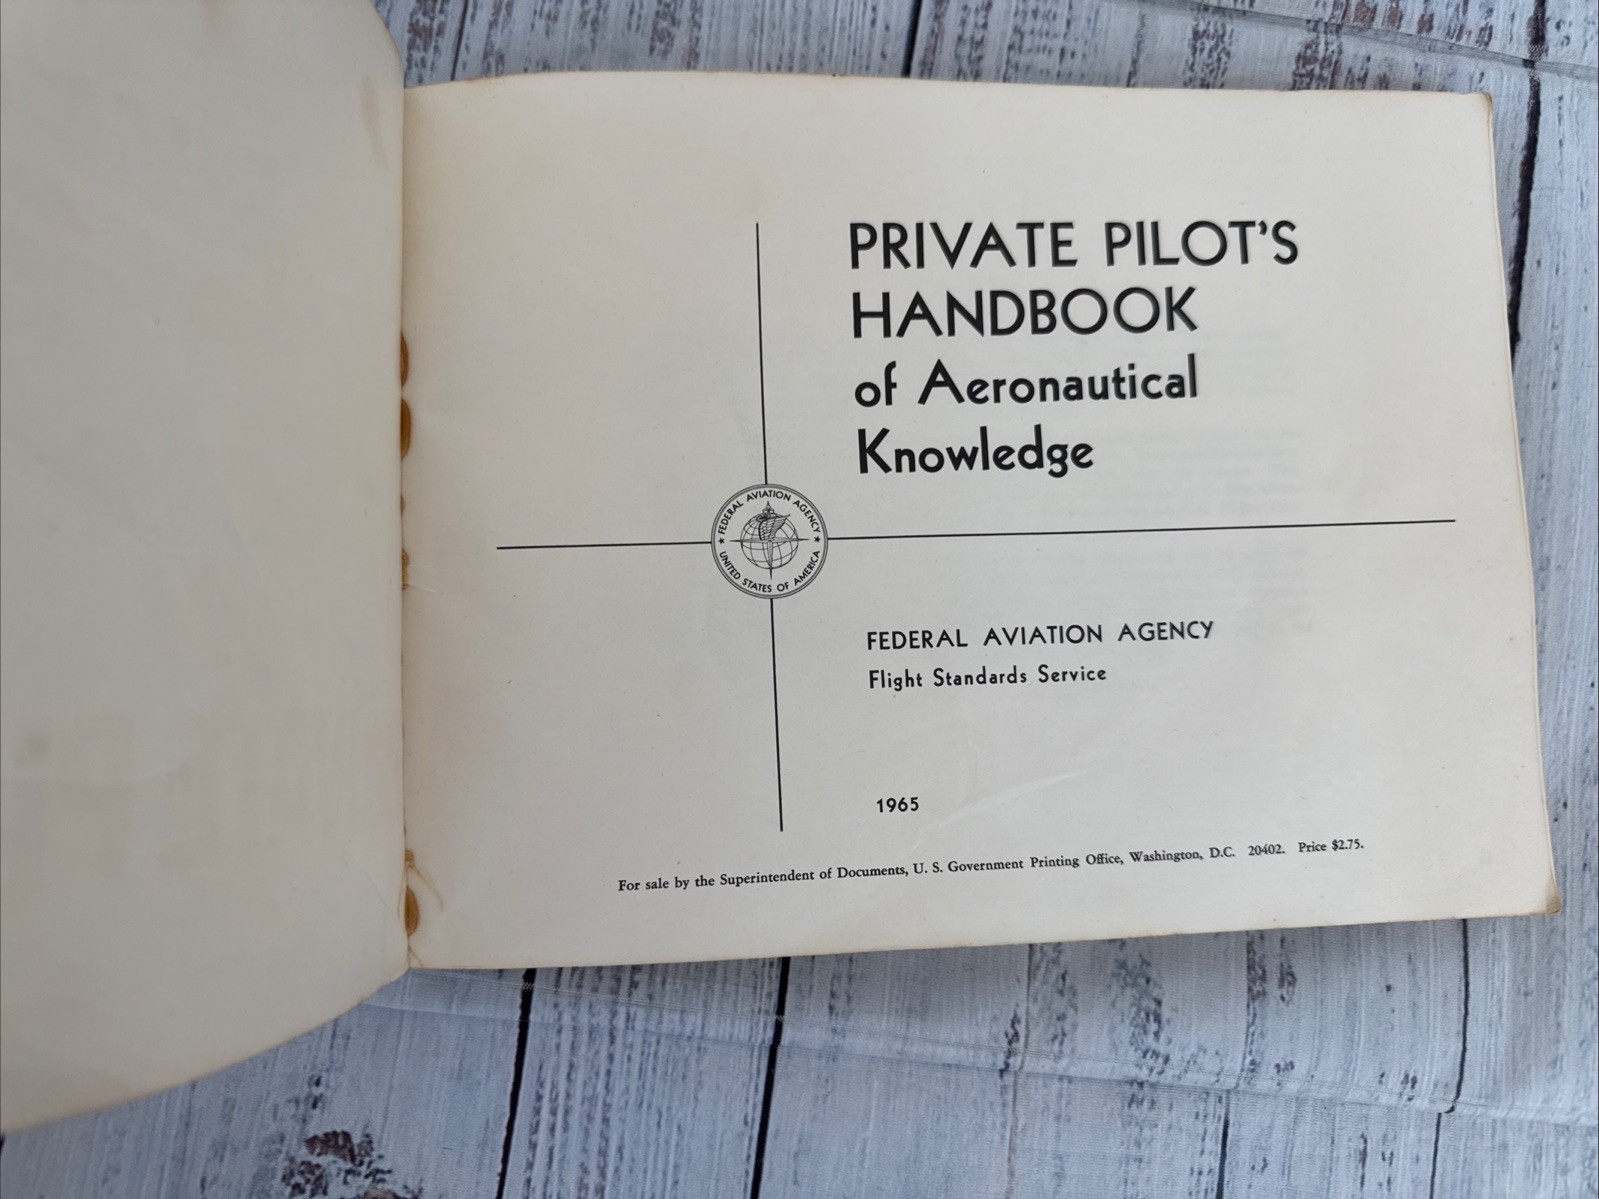 PRIVATE PILOT'S
HANDBOOK
of Aeronautical
Knowledge
★ FEDERAL AVIATION AGENCY ★
UNITED STATES OF AMERICA
FEDERAL AVIATION AGENCY
Flight Standards Service
1965
For sale by the Superintendent of Documents, U. S. Government Printing Office, Washington, D.C. 20402. Price $2.75.